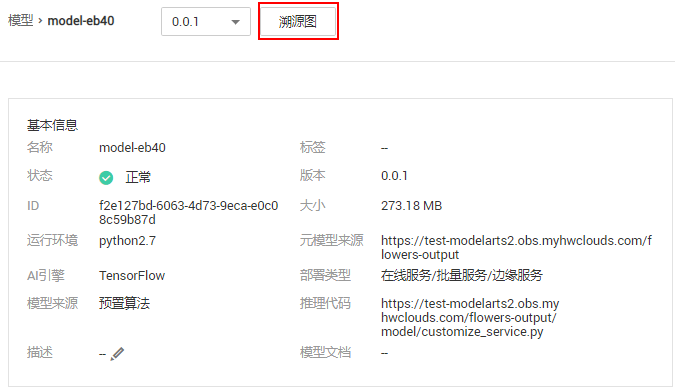 模型 > model-eb40 0.0.1 溯源图
基本信息
名称 model-eb40 标签 --
状态 正常 版本 0.0.1
ID f2e127bd-6063-4d73-9eca-e0c0 大小 273.18 MB
8c59b87d
运行环境 python2.7 元模型来源 https://test-modelarts2.obs.myhwclouds.com/f
lowers-output
AI引擎 TensorFlow 部署类型 在线服务/批量服务/边缘服务
模型来源 预置算法 推理代码 https://test-modelarts2.obs.my
hwclouds.com/flowers-output/
model/customize_service.py
描述 -- 模型文档 --